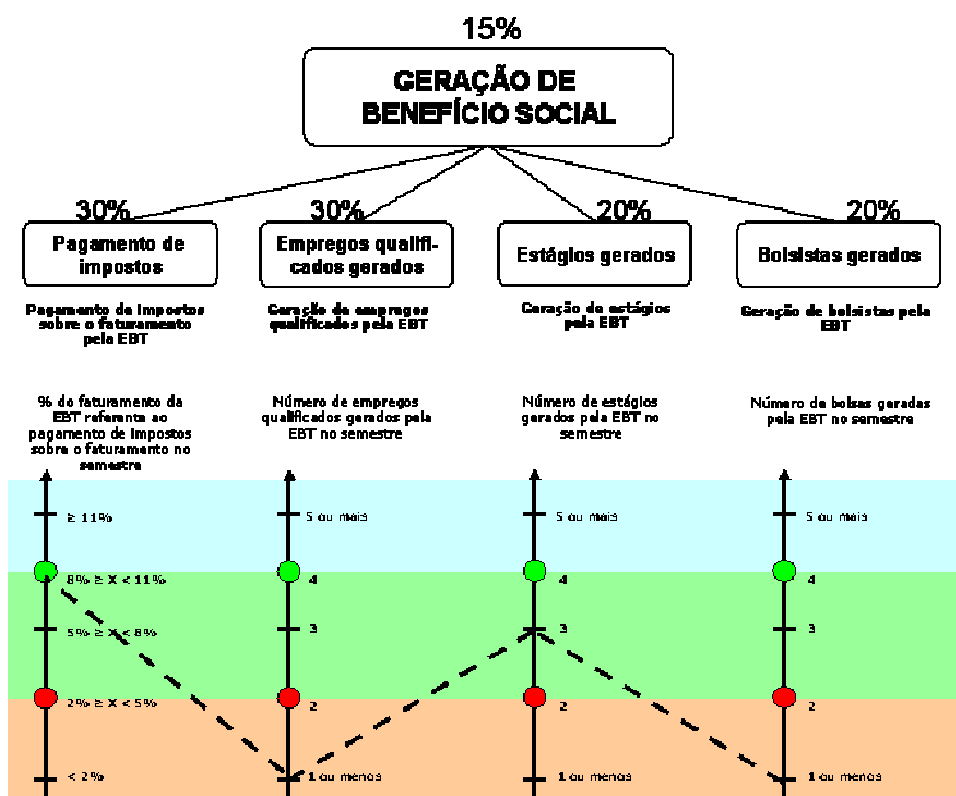 15%
GERAÇÃO DE
BENEFÍCIO SOCIAL
30%
Pagamento de
impostos
Pagamento de impostos
sobre o faturamento
pela EBT
% do faturamento da
EBT referente ao
pagamento de impostos
sobre o faturamento no
semestre
≥ 11%
8% ≥ X < 11%
5% ≥ X < 8%
2% ≥ X < 5%
< 2%
30%
Empregos qualifi-
cados gerados
Geração de empregos
qualificados pela EBT
Número de empregos
qualificados gerados pela
EBT no semestre
5 ou mais
4
3
2
1 ou menos
20%
Estágios gerados
Geração de estágios
pela EBT
Número de estágios
gerados pela EBT no
semestre
5 ou mais
4
3
2
1 ou menos
20%
Bolsistas gerados
Geração de bolsistas pela
EBT
Número de bolsas geradas
pela EBT no semestre
5 ou mais
4
3
2
1 ou menos